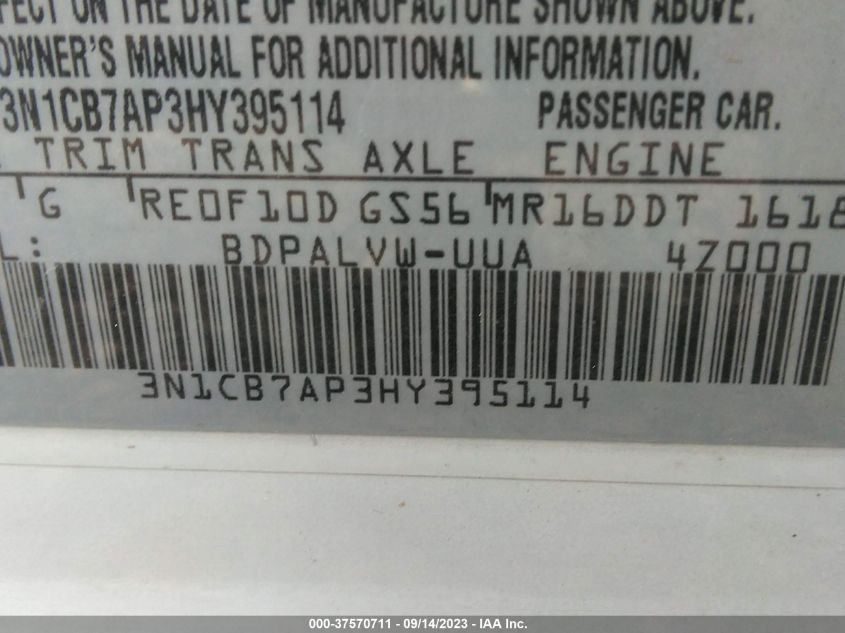 FECT ON THE DATE OF MANUFACTURE SHOWN ABOVE.
OWNER'S MANUAL FOR ADDITIONAL INFORMATION.
3N1CB7AP3HY395114 PASSENGER CAR.
TRIM TRANS AXLE ENGINE
G RE0F10D GS56 MR16DDT 1618
L: BDPALVW-UUA 4Z000
3N1CB7AP3HY395114
000-37570711 - 09/14/2023 - IAA Inc.